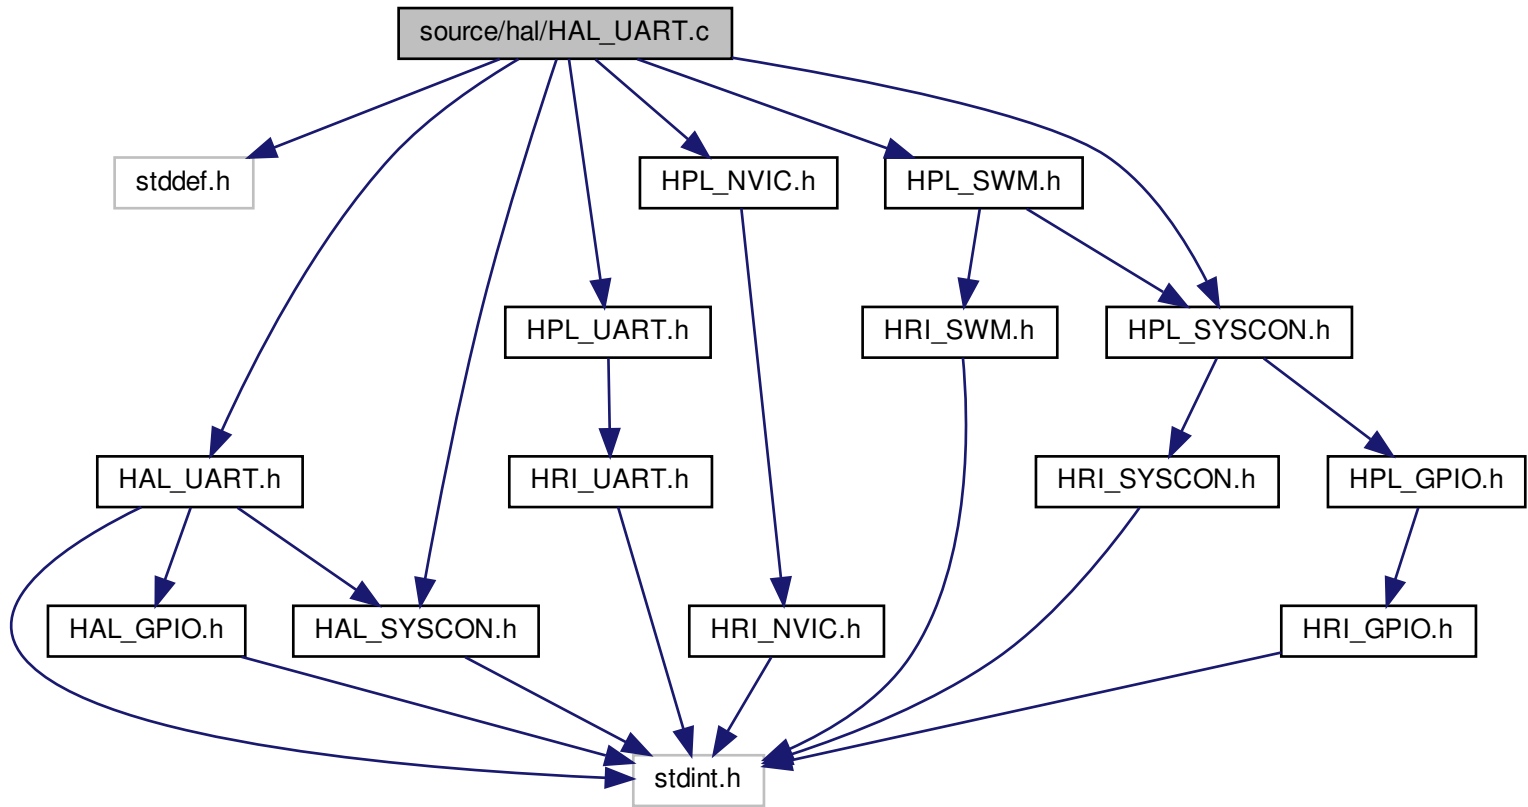 source/hal/HAL_UART.c
stddef.h
HPL_NVIC.h
HPL_SWM.h
HPL_UART.h
HRI_SWM.h
HPL_SYSCON.h
HAL_UART.h
HRI_UART.h
HRI_SYSCON.h
HPL_GPIO.h
HAL_GPIO.h
HAL_SYSCON.h
HRI_NVIC.h
HRI_GPIO.h
stdint.h